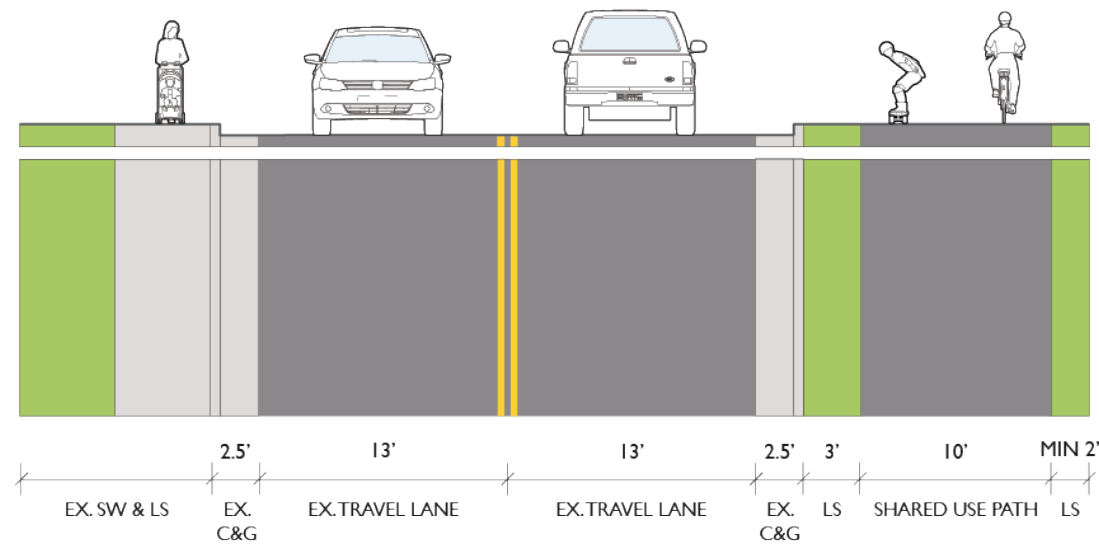 2.5' 13' 13' 2.5' 3' 10' MIN 2'
EX. SW & LS EX. EX. TRAVEL LANE EX. TRAVEL LANE EX. LS SHARED USE PATH LS
C&G C&G